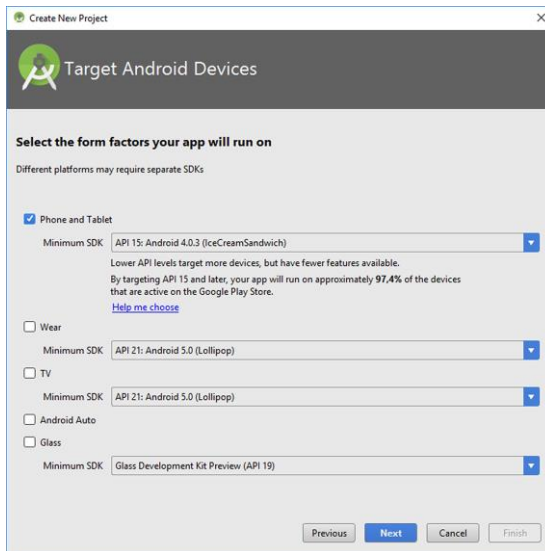 Create New Project
Target Android Devices
Select the form factors your app will run on
Different platforms may require separate SDKs
Phone and Tablet
Minimum SDK API 15: Android 4.0.3 (IceCreamSandwich)
Lower API levels target more devices, but have fewer features available.
By targeting API 15 and later, your app will run on approximately 97,4% of the devices
that are active on the Google Play Store.
Help me choose
Wear
Minimum SDK API 21: Android 5.0 (Lollipop)
TV
Minimum SDK API 21: Android 5.0 (Lollipop)
Android Auto
Glass
Minimum SDK Glass Development Kit Preview (API 19)
Previous Next Cancel Finish